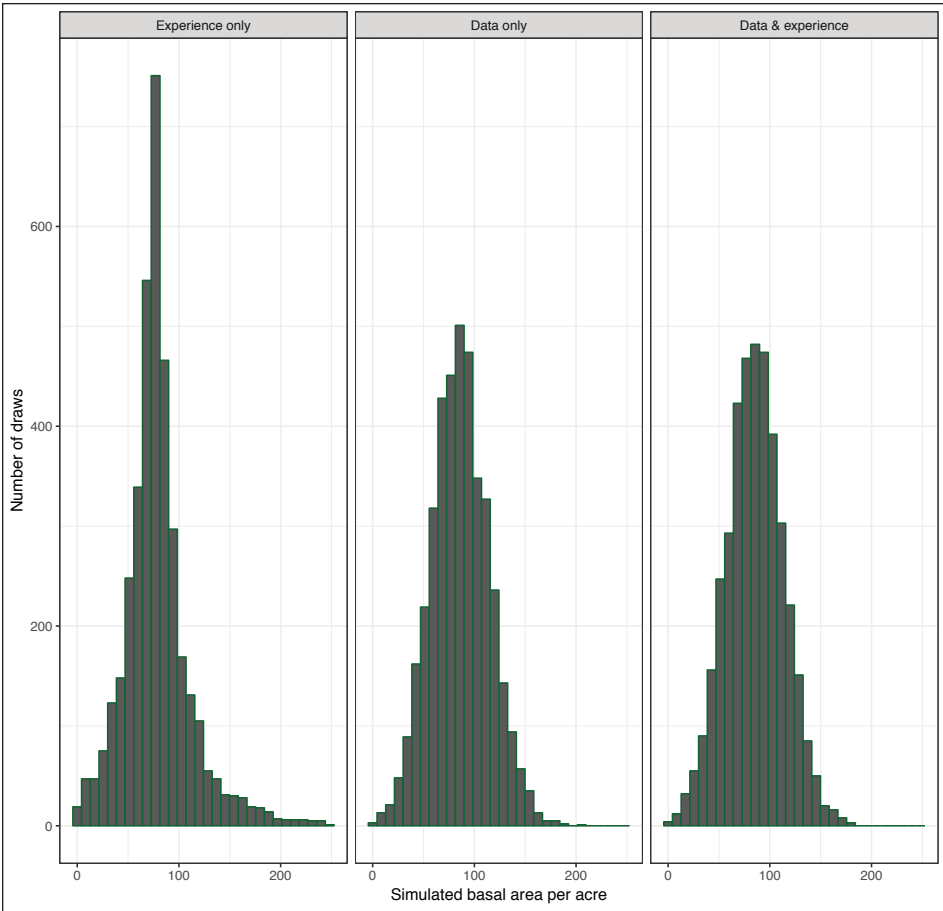 Experience only
Data only
Data & experience
Number of draws
600
400
200
0
0 100 200
0 100 200
0 100 200
Simulated basal area per acre